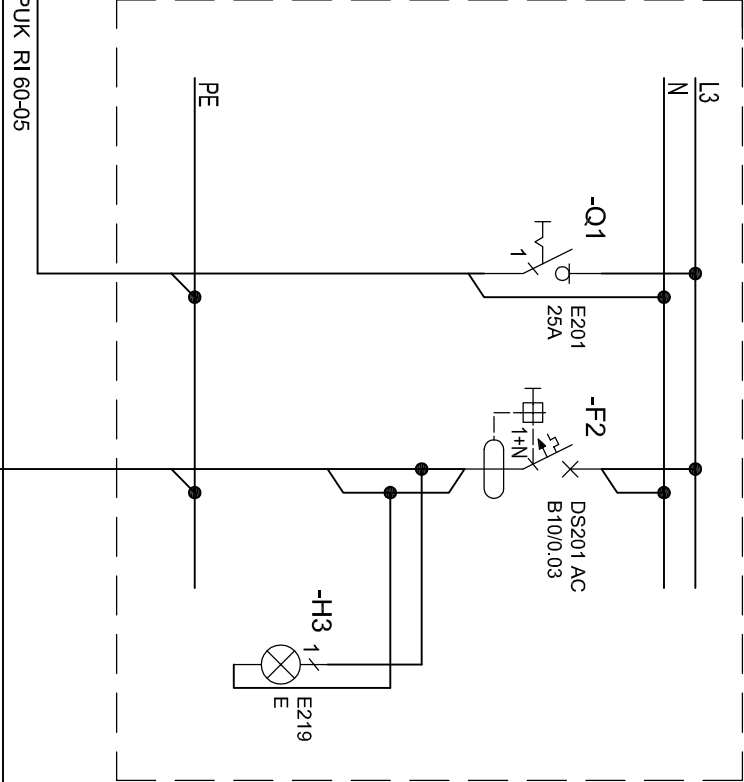 L3
N
-Q1
E201
25A
1
-F2
DS201 AC
B10/0.03
1+N
-H3
1
E219
E
PE
PUK RI 60-05